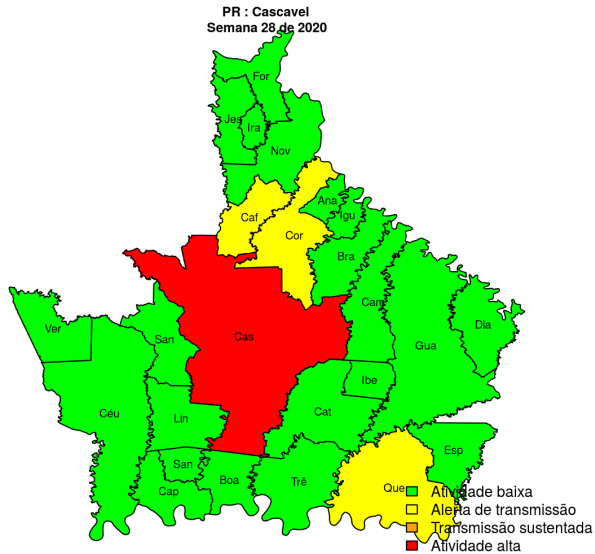 PR : Cascavel
Semana 28 de 2020
For
Jes
Ira
Nov
Ana
Caf
Igu
Cor
Bra
Cam
Ver
Dia
San
Cas
Gua
Ibe
Céu
Lin
Cat
Esp
San
Boa
Trê
Cap
Que
Atividade baixa
Alerta de transmissão
Transmissão sustentada
Atividade alta